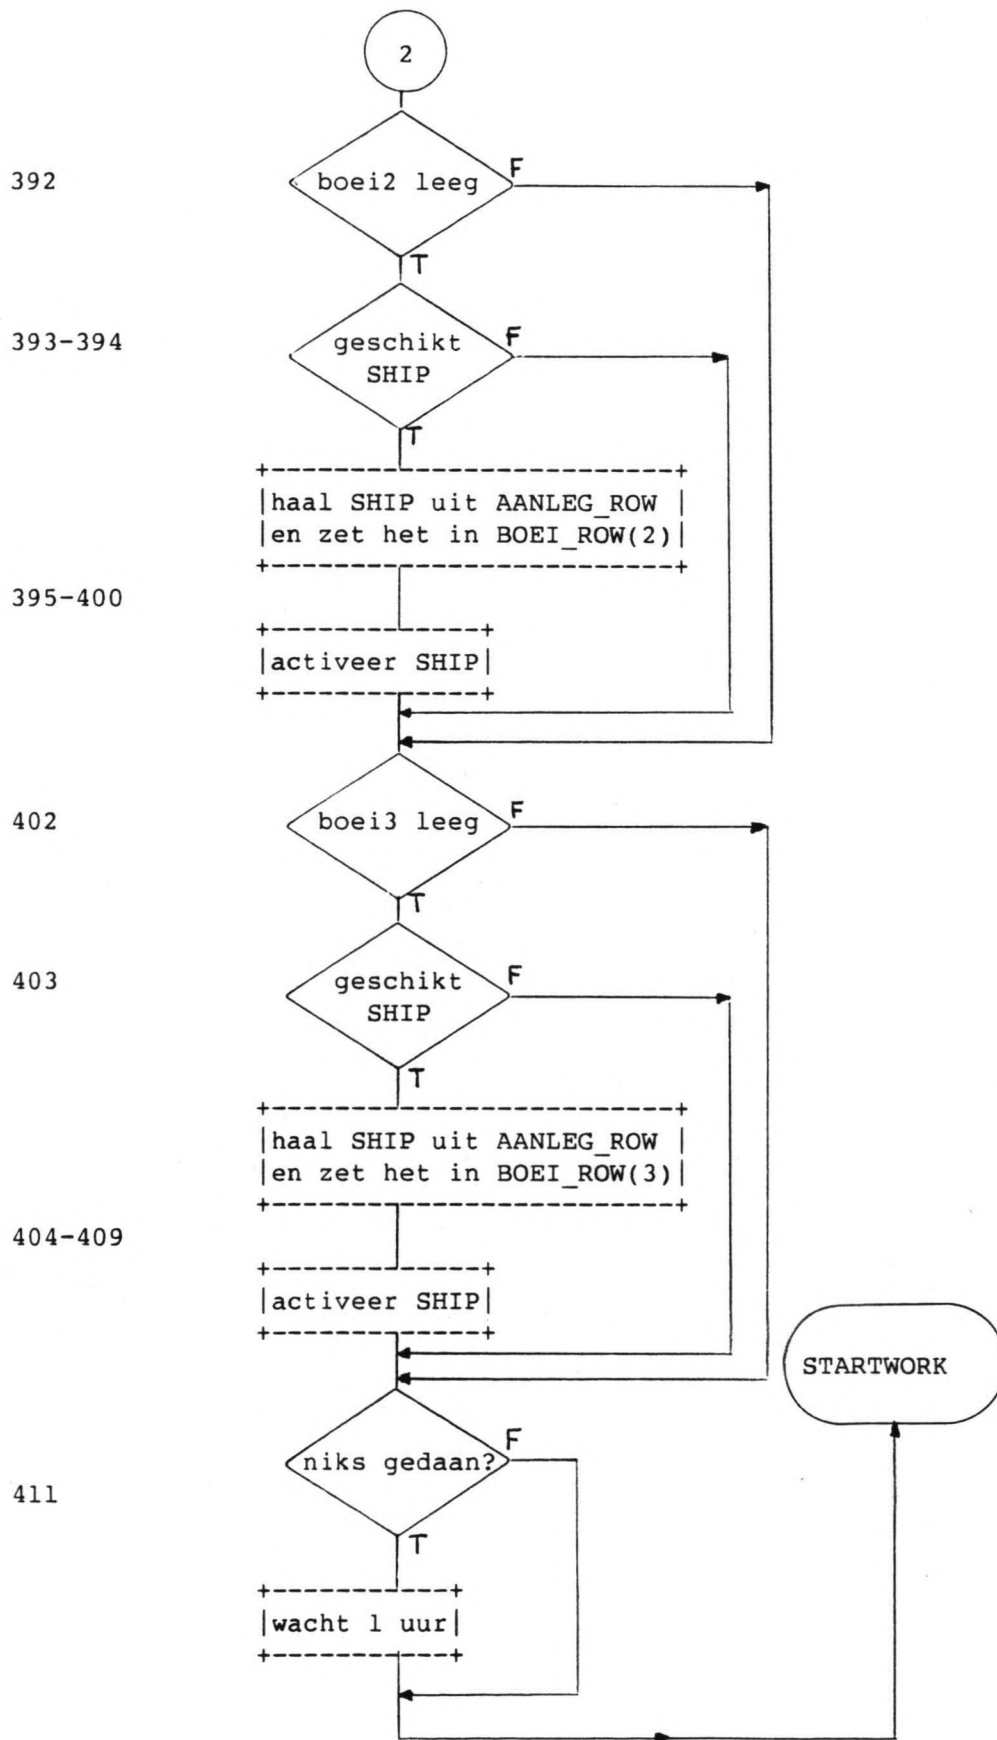 2
392
boei2 leeg
F
T
393-394
geschikt
SHIP
F
T
haal SHIP uit AANLEG_ROW
en zet het in BOEI_ROW(2)
395-400
activeer SHIP
402
boei3 leeg
F
T
403
geschikt
SHIP
F
T
haal SHIP uit AANLEG_ROW
en zet het in BOEI_ROW(3)
404-409
activeer SHIP
STARTWORK
niks gedaan?
F
411
T
wacht 1 uur